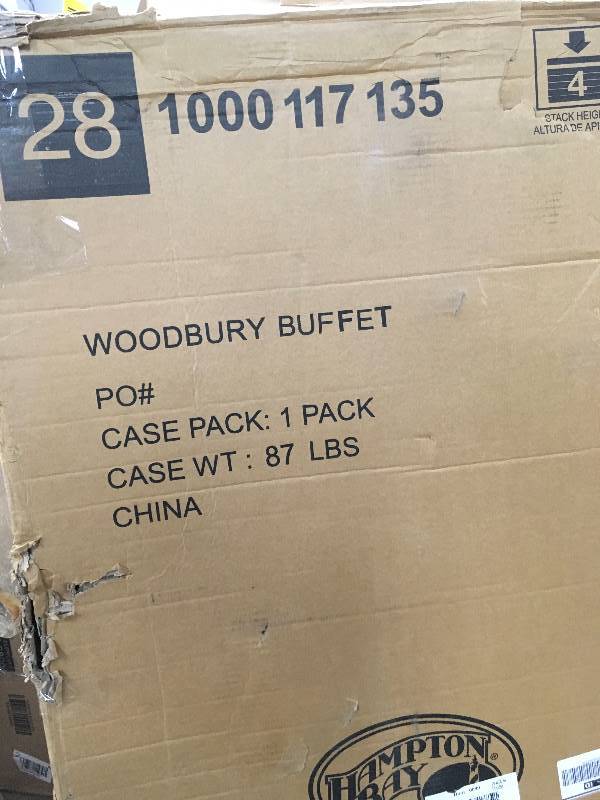 28 1000 117 135
4
STACK HEIG
ALTURA DE API
WOODBURY BUFFET
PO#
CASE PACK: 1 PACK
CASE WT : 87 LBS
CHINA
HAMPTON
BAY